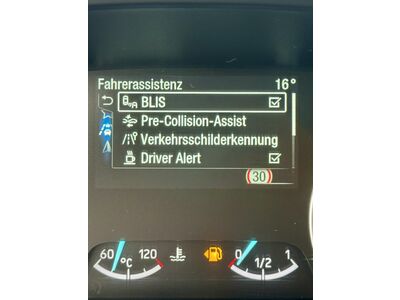 Fahrerassistenz 16°
BLIS
Pre-Collision-Assist
Verkehrsschilderkennung
Driver Alert
30
60 °C 120
0 1/2 1